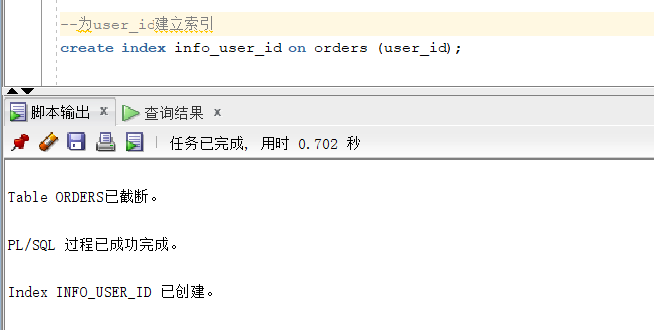 --为user_id建立索引
create index info_user_id on orders (user_id);
脚本输出 x 查询结果 x
任务已完成, 用时 0.702 秒
Table ORDERS已截断。
PL/SQL 过程已成功完成。
Index INFO_USER_ID 已创建。